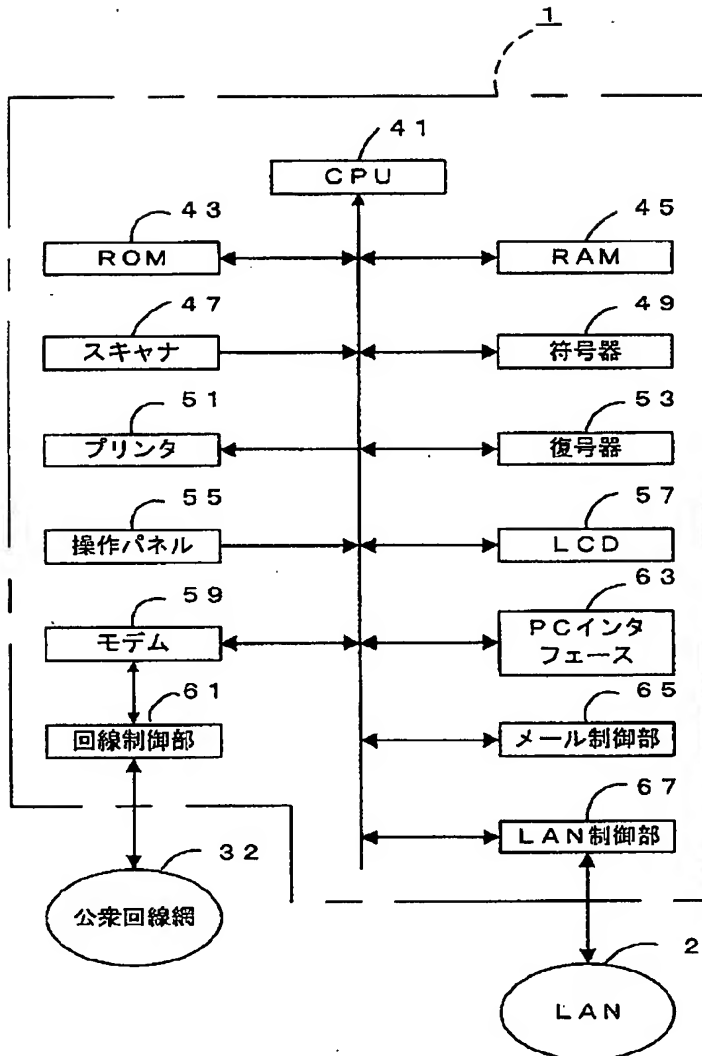 1
41
CPU
43
ROM
45
RAM
47
スキャナ
49
符号器
51
プリンタ
53
復号器
55
操作パネル
57
LCD
59
モデム
63
PCインタ
フェース
61
回線制御部
65
メール制御部
67
LAN制御部
32
公衆回線網
2
LAN